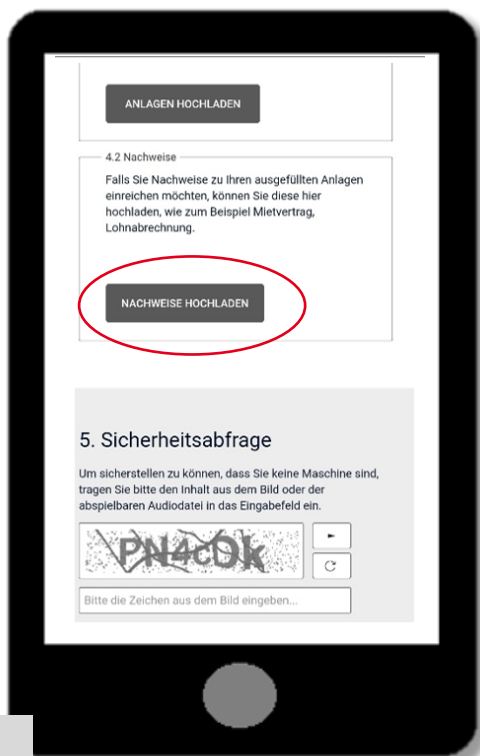 ANLAGEN HOCHLADEN
4.2 Nachweise
Falls Sie Nachweise zu Ihren ausgefüllten Anlagen
einreichen möchten, können Sie diese hier
hochladen, wie zum Beispiel Mietvertrag,
Lohnabrechnung.
NACHWEISE HOCHLADEN
5. Sicherheitsabfrage
Um sicherstellen zu können, dass Sie keine Maschine sind,
tragen Sie bitte den Inhalt aus dem Bild oder der
abspielbaren Audiodatei in das Eingabefeld ein.
PN4cDk
Bitte die Zeichen aus dem Bild eingeben...